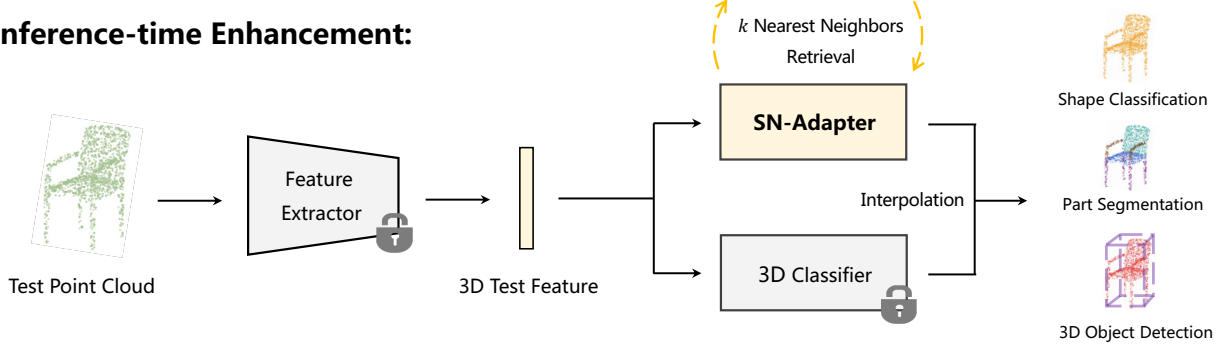 nference-time Enhancement:
k Nearest Neighbors
Retrieval
SN-Adapter
Shape Classification
Feature
Extractor
Interpolation
Part Segmentation
Test Point Cloud
3D Test Feature
3D Classifier
3D Object Detection